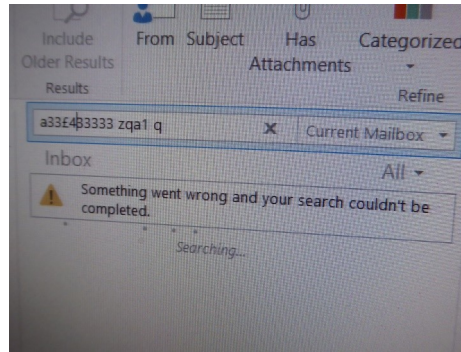 Include
Older Results
From
Subject
Has
Attachments
Categorized
Results
Refine
a33£4β3333 zqa1 q
Current Mailbox
Inbox
All
Something went wrong and your search couldn't be
completed.
Searching...